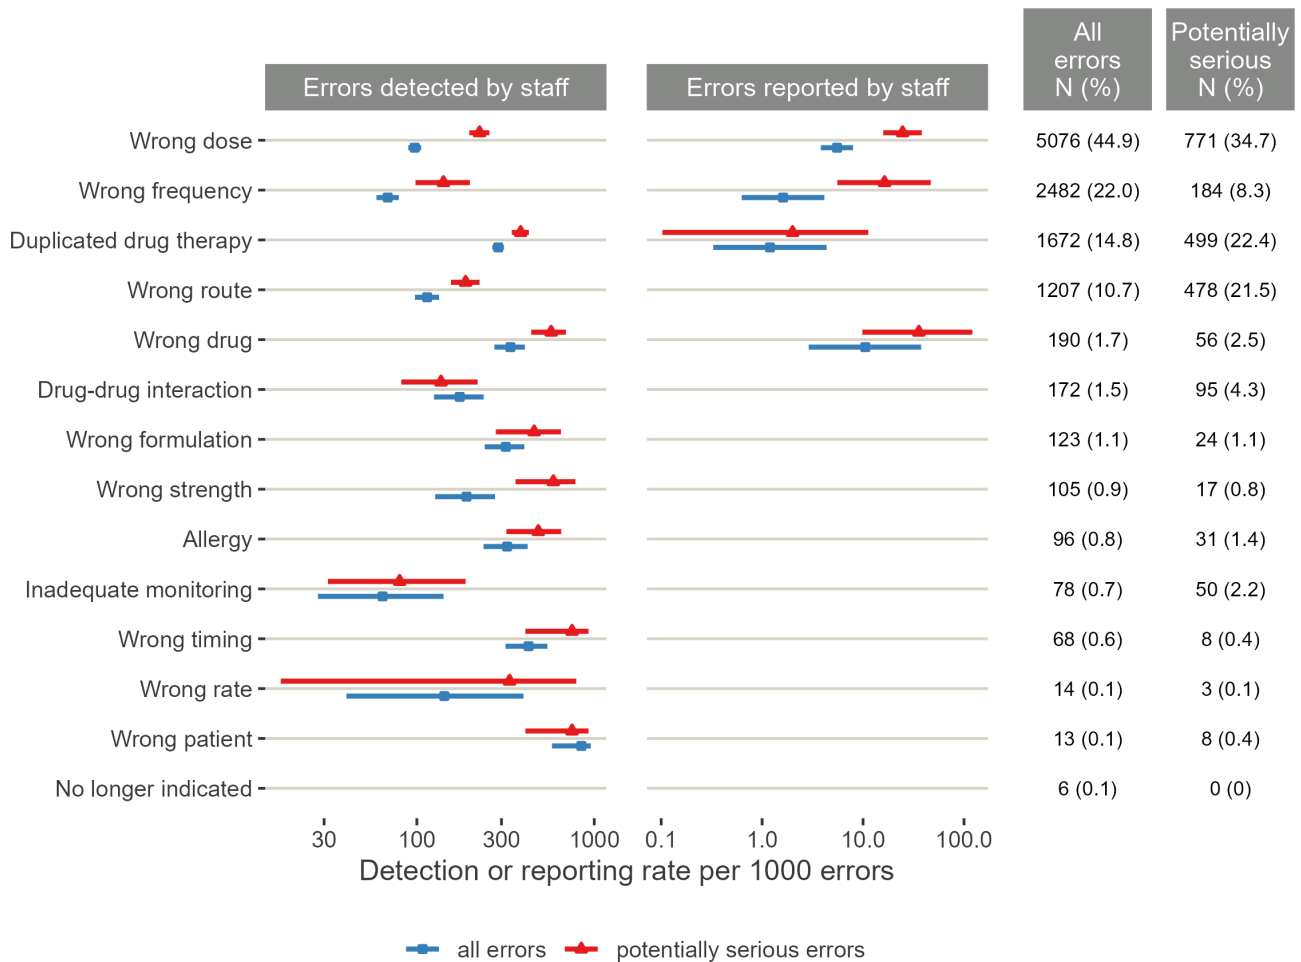 All
errors
N (%)
Potentially
serious
N (%)
Errors detected by staff
Errors reported by staff
Wrong dose 5076 (44.9) 771 (34.7)
Wrong frequency 2482 (22.0) 184 (8.3)
Duplicated drug therapy 1672 (14.8) 499 (22.4)
Wrong route 1207 (10.7) 478 (21.5)
Wrong drug 190 (1.7) 56 (2.5)
Drug-drug interaction 172 (1.5) 95 (4.3)
Wrong formulation 123 (1.1) 24 (1.1)
Wrong strength 105 (0.9) 17 (0.8)
Allergy 96 (0.8) 31 (1.4)
Inadequate monitoring 78 (0.7) 50 (2.2)
Wrong timing 68 (0.6) 8 (0.4)
Wrong rate 14 (0.1) 3 (0.1)
Wrong patient 13 (0.1) 8 (0.4)
No longer indicated 6 (0.1) 0 (0)
30 100 300 1000 0.1 1.0 10.0 100.0
Detection or reporting rate per 1000 errors
all errors potentially serious errors